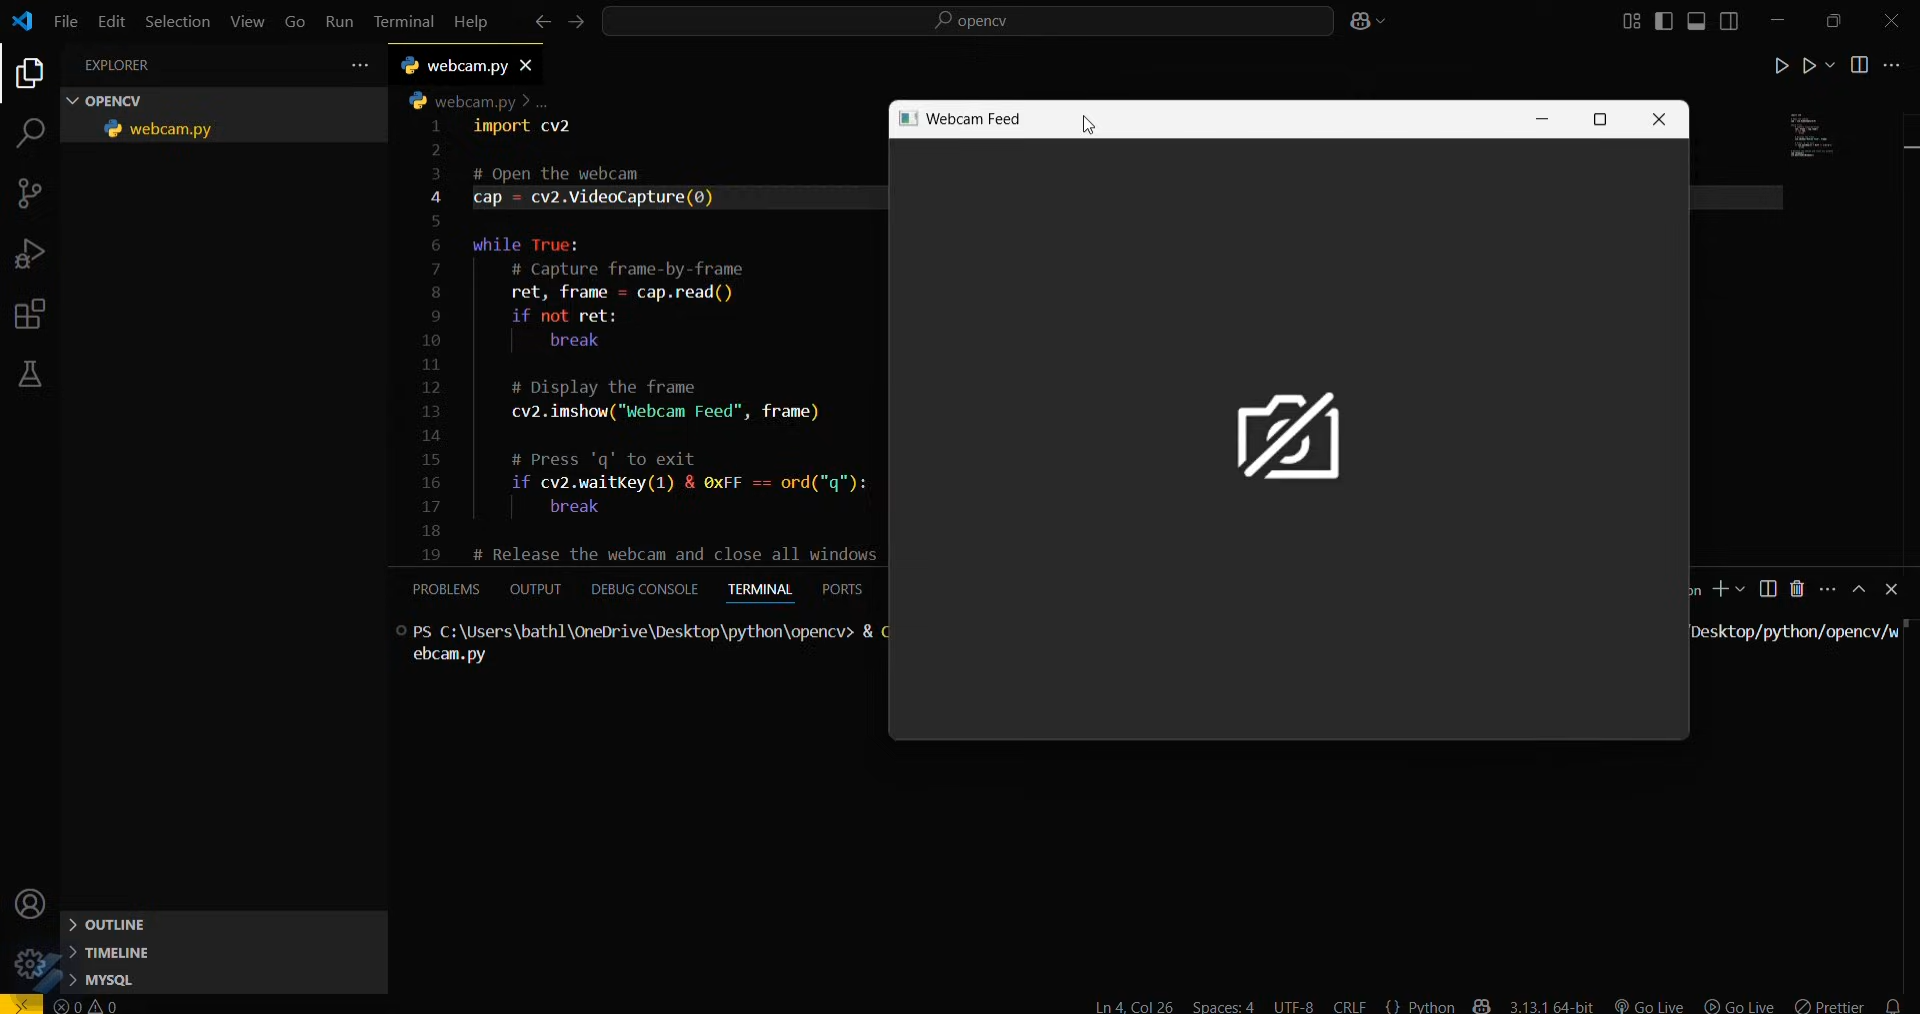 File Edit Selection View Go Run Terminal Help
opencv
EXPLORER
OPENCV
webcam.py
webcam.py
webcam.py > ...
1 import cv2
2
3 # Open the webcam
4 cap = cv2.VideoCapture(0)
5
6 while True:
7 # Capture frame-by-frame
8 ret, frame = cap.read()
9 if not ret:
10 break
11
12 # Display the frame
13 cv2.imshow("Webcam Feed", frame)
14
15 # Press 'q' to exit
16 if cv2.waitKey(1) & 0xFF == ord("q"):
17 break
18
19 # Release the webcam and close all windows
Webcam Feed
PROBLEMS OUTPUT DEBUG CONSOLE TERMINAL PORTS
PS C:\Users\bathl\OneDrive\Desktop\python\opencv> & Desktop/python/opencv/w
ebcam.py
OUTLINE
TIMELINE
MYSQL
0 0 Ln 4, Col 26 Spaces: 4 UTF-8 CRLF {} Python 3.13.1 64-bit Go Live Go Live Prettier